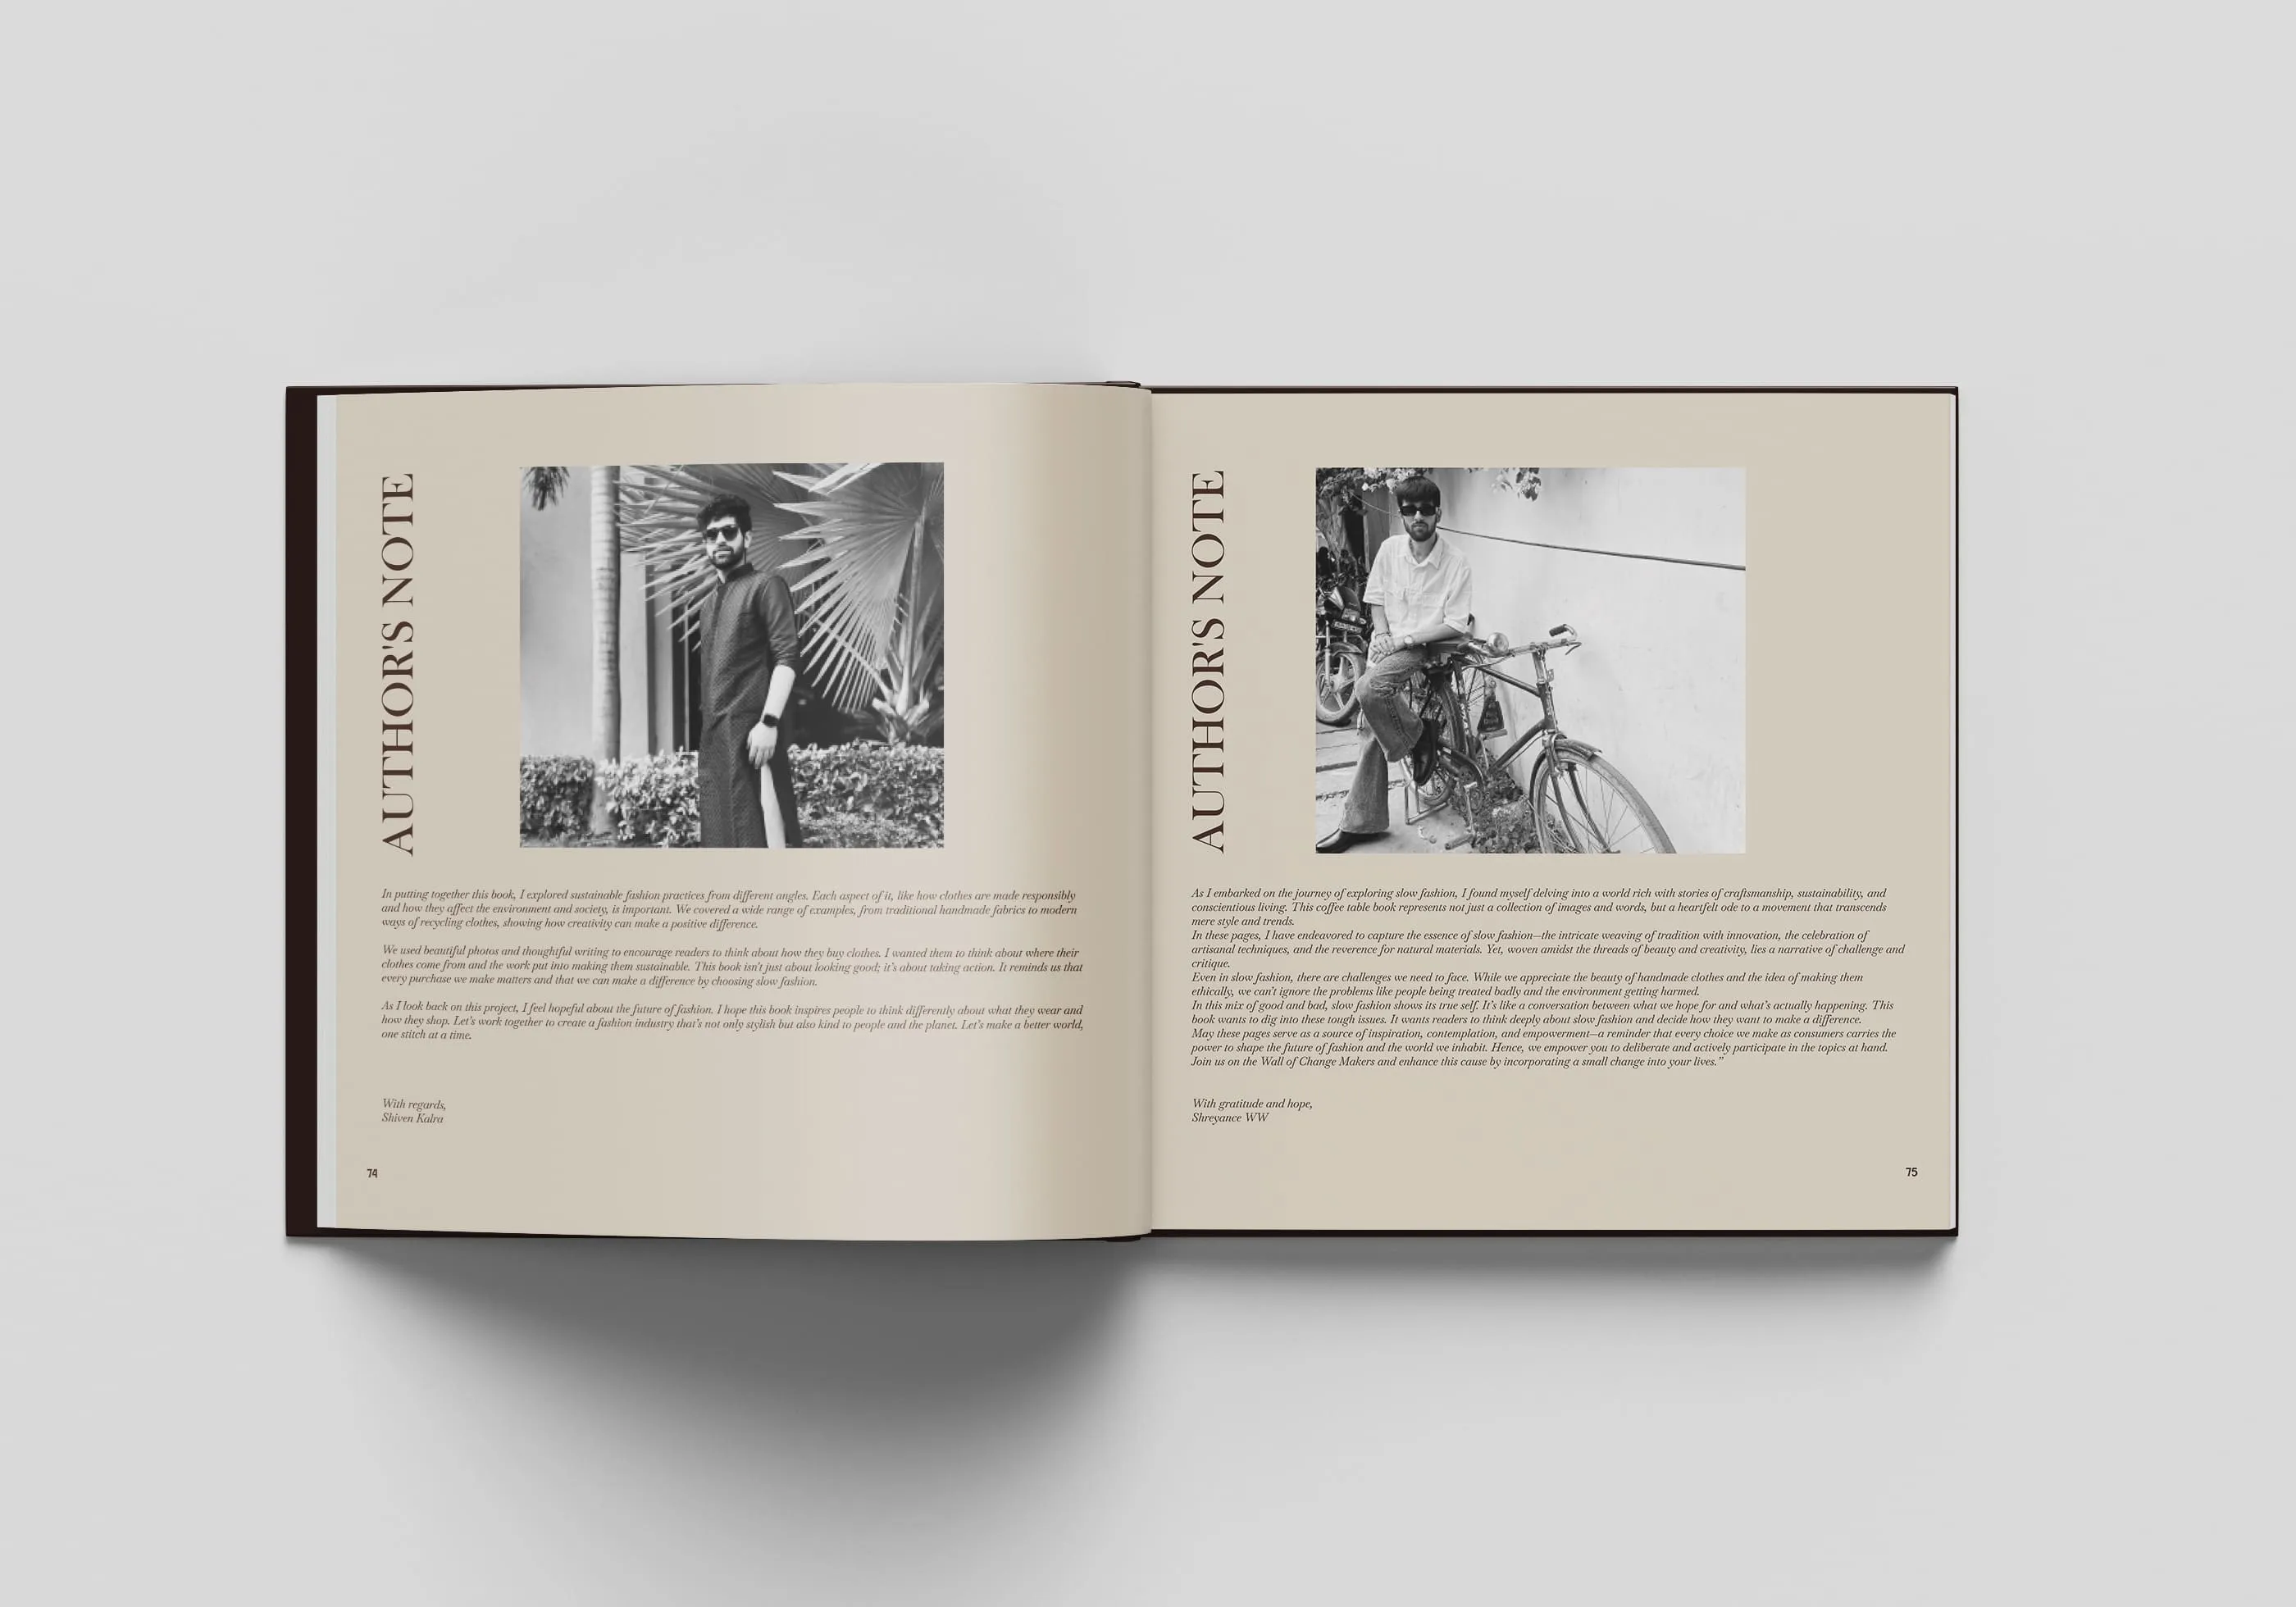 AUTHOR'S NOTE
In putting together this book, I explored sustainable fashion practices from different angles. Each aspect of it, like how clothes are made responsibly
and how they affect the environment and society, is important. We covered a wide range of examples, from traditional handmade fabrics to modern
ways of recycling clothes, showing how creativity can make a positive difference.
We used beautiful photos and thoughtful writing to encourage readers to think about how they buy clothes. I wanted them to think about where their
clothes come from and the work put into making them sustainable. This book isn't just about looking good; it's about taking action. It reminds us that
every purchase we make matters and that we can make a difference by choosing slow fashion.
As I look back on this project, I feel hopeful about the future of fashion. I hope this book inspires people to think differently about what they wear and
how they shop. Let's work together to create a fashion industry that's not only stylish but also kind to people and the planet. Let's make a better world,
one stitch at a time.
With regards,
Shiven Kalra
74
AUTHOR'S NOTE
As I embarked on the journey of exploring slow fashion, I found myself delving into a world rich with stories of craftsmanship, sustainability, and
conscientious living. This coffee table book represents not just a collection of images and words, but a heartfelt ode to a movement that transcends
mere style and trends.
In these pages, I have endeavored to capture the essence of slow fashion—the intricate weaving of tradition with innovation, the celebration of
artisanal techniques, and the reverence for natural materials. Yet, woven amidst the threads of beauty and creativity, lies a narrative of challenge and
critique.
Even in slow fashion, there are challenges we need to face. While we appreciate the beauty of handmade clothes and the idea of making them
ethically, we can't ignore the problems like people being treated badly and the environment getting harmed.
In this mix of good and bad, slow fashion shows its true self. It's like a conversation between what we hope for and what's actually happening. This
book wants to dig into these tough issues. It wants readers to think deeply about slow fashion and decide how they want to make a difference.
May these pages serve as a source of inspiration, contemplation, and empowerment—a reminder that every choice we make as consumers carries the
power to shape the future of fashion and the world we inhabit. Hence, we empower you to deliberate and actively participate in the topics at hand.
Join us on the Wall of Change Makers and enhance this cause by incorporating a small change into your lives.”
With gratitude and hope,
Shreyance WW
75